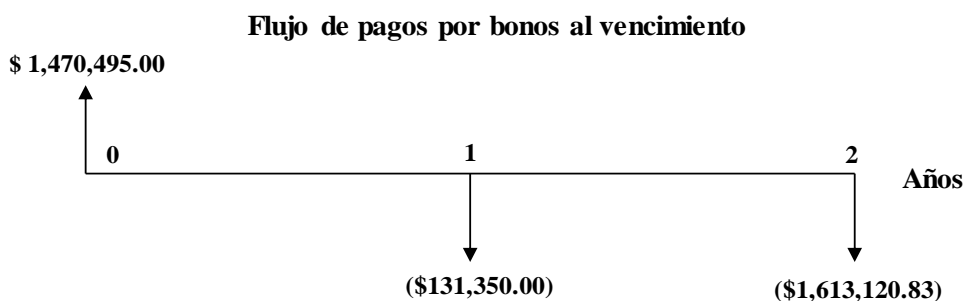 Flujo de pagos por bonos al vencimiento
$ 1,470,495.00
0 1 2
Años
($131,350.00) ($1,613,120.83)